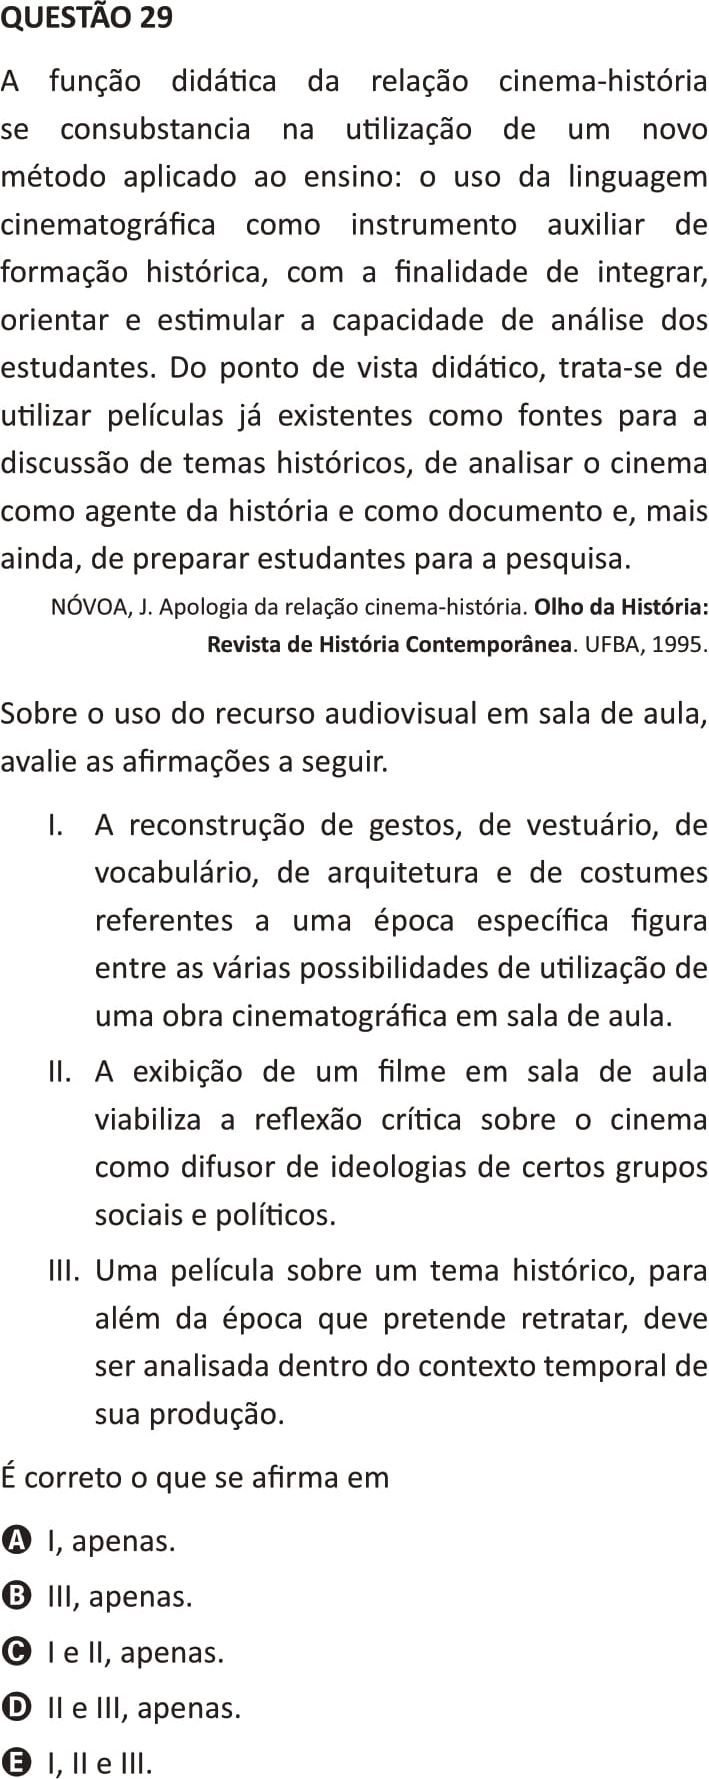 QUESTÃO 29
A função didática da relação cinema-história
se consubstancia na utilização de um novo
método aplicado ao ensino: o uso da linguagem
cinematográfica como instrumento auxiliar de
formação histórica, com a finalidade de integrar,
orientar e estimular a capacidade de análise dos
estudantes. Do ponto de vista didático, trata-se de
utilizar películas já existentes como fontes para a
discussão de temas históricos, de analisar o cinema
como agente da história e como documento e, mais
ainda, de preparar estudantes para a pesquisa.
NÓVOA, J. Apologia da relação cinema-história. Olho da História:
Revista de História Contemporânea. UFBA, 1995.
Sobre o uso do recurso audiovisual em sala de aula,
avalie as afirmações a seguir.
I. A reconstrução de gestos, de vestuário, de
vocabulário, de arquitetura e de costumes
referentes a uma época específica figura
entre as várias possibilidades de utilização de
uma obra cinematográfica em sala de aula.
II. A exibição de um filme em sala de aula
viabiliza a reflexão crítica sobre o cinema
como difusor de ideologias de certos grupos
sociais e políticos.
III. Uma película sobre um tema histórico, para
além da época que pretende retratar, deve
ser analisada dentro do contexto temporal de
sua produção.
É correto o que se afirma em
A I, apenas.
B III, apenas.
C I e II, apenas.
D II e III, apenas.
E I, II e III.